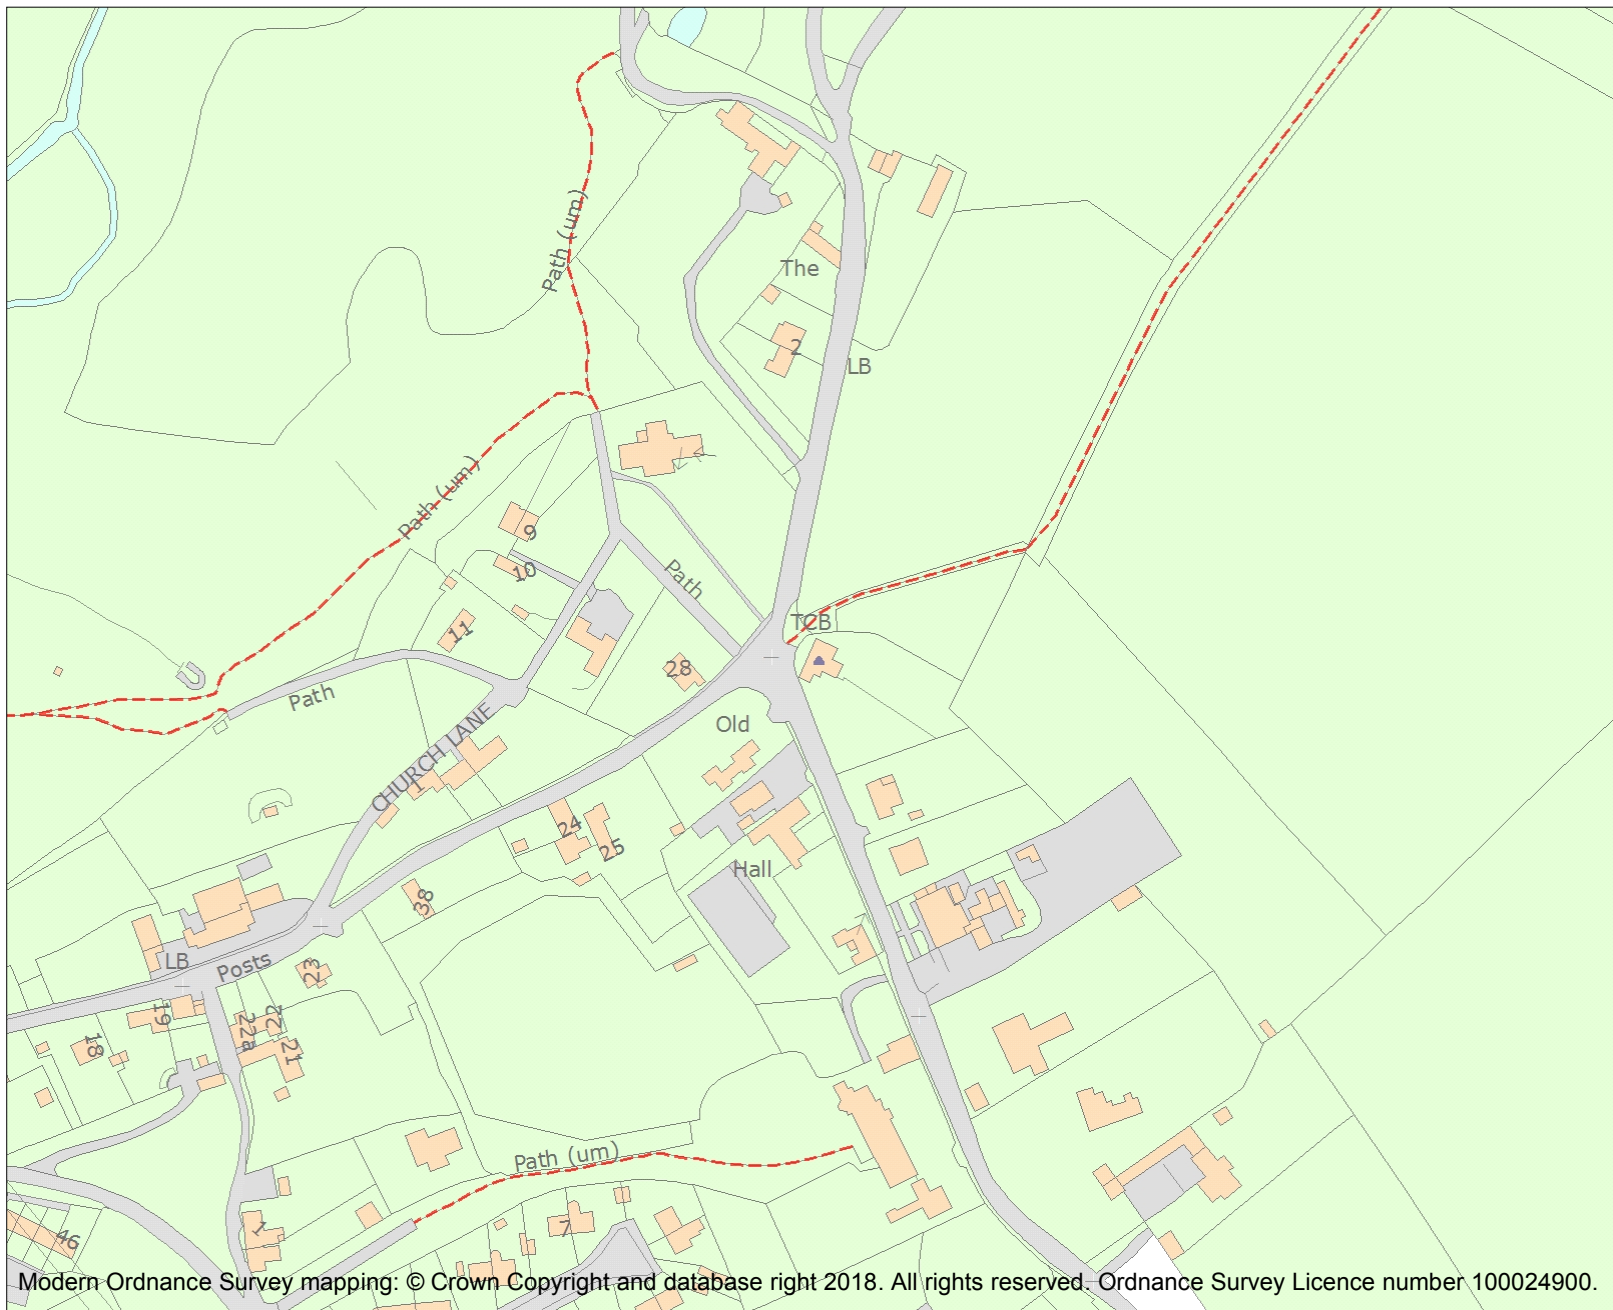 Path (um)
The
2
LB
Path (um)
9
10
Path
11
TCB
28
Path
CHURCH LANE
Old
1
24
25
Hall
38
LB
Posts
23
19
22
22a
21
18
Path (um)
1
7
46
Modern Ordnance Survey mapping: © Crown Copyright and database right 2018. All rights reserved. Ordnance Survey Licence number 100024900.